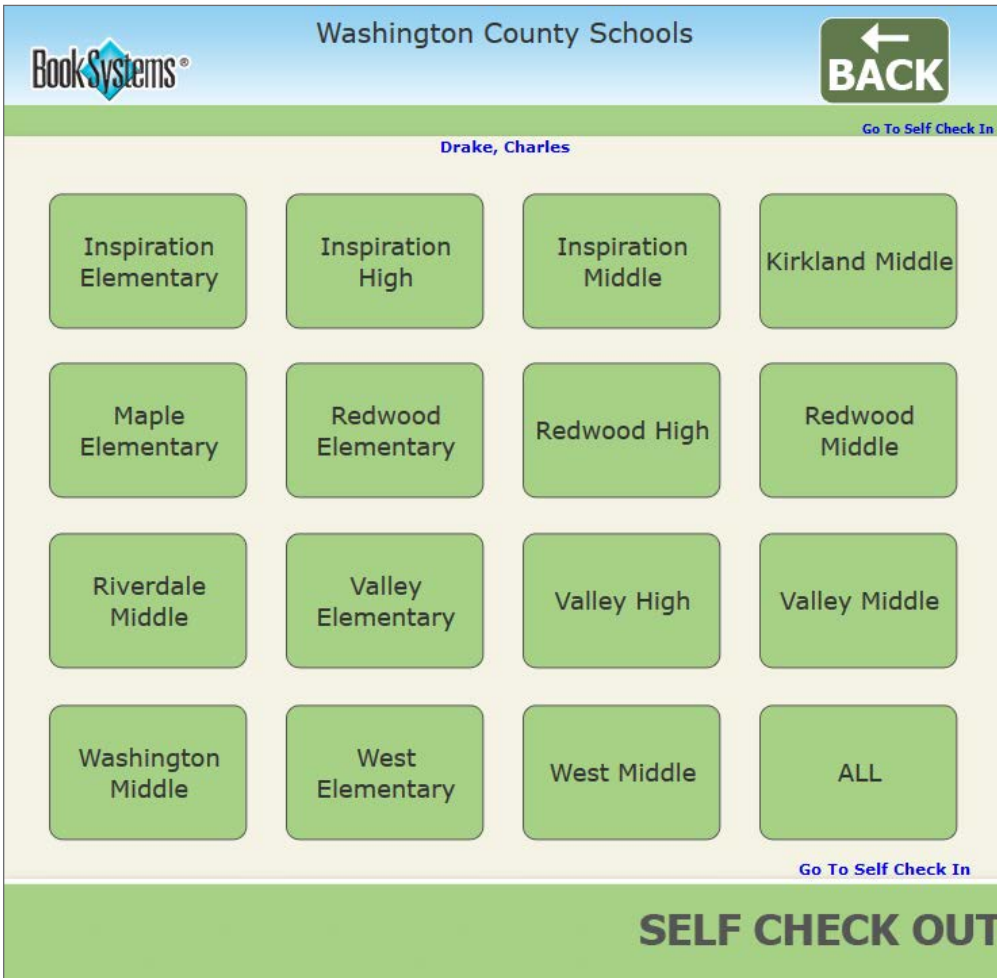 Washington County Schools
BookSystems®
BACK
Go To Self Check In
Drake, Charles
Inspiration
Elementary
Inspiration
High
Inspiration
Middle
Kirkland Middle
Maple
Elementary
Redwood
Elementary
Redwood High
Redwood
Middle
Riverdale
Middle
Valley
Elementary
Valley High
Valley Middle
Washington
Middle
West
Elementary
West Middle
ALL
Go To Self Check In
SELF CHECK OUT